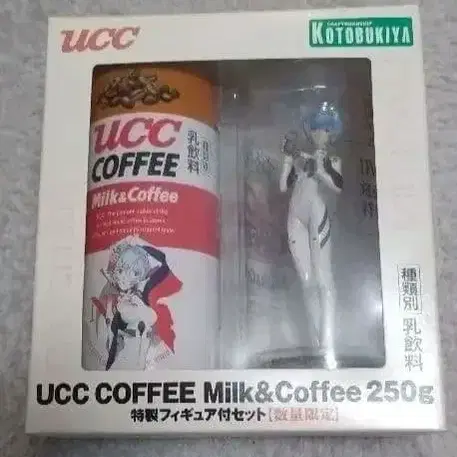 UCC
CRAFTSMANSHIP
KOTOBUKIYA
UCC
COFFEE
乳飲料
Milk&Coffee
種類別 乳飲料
UCC COFFEE Milk&Coffee 250g
特製フィギュア付セット【数量限定】